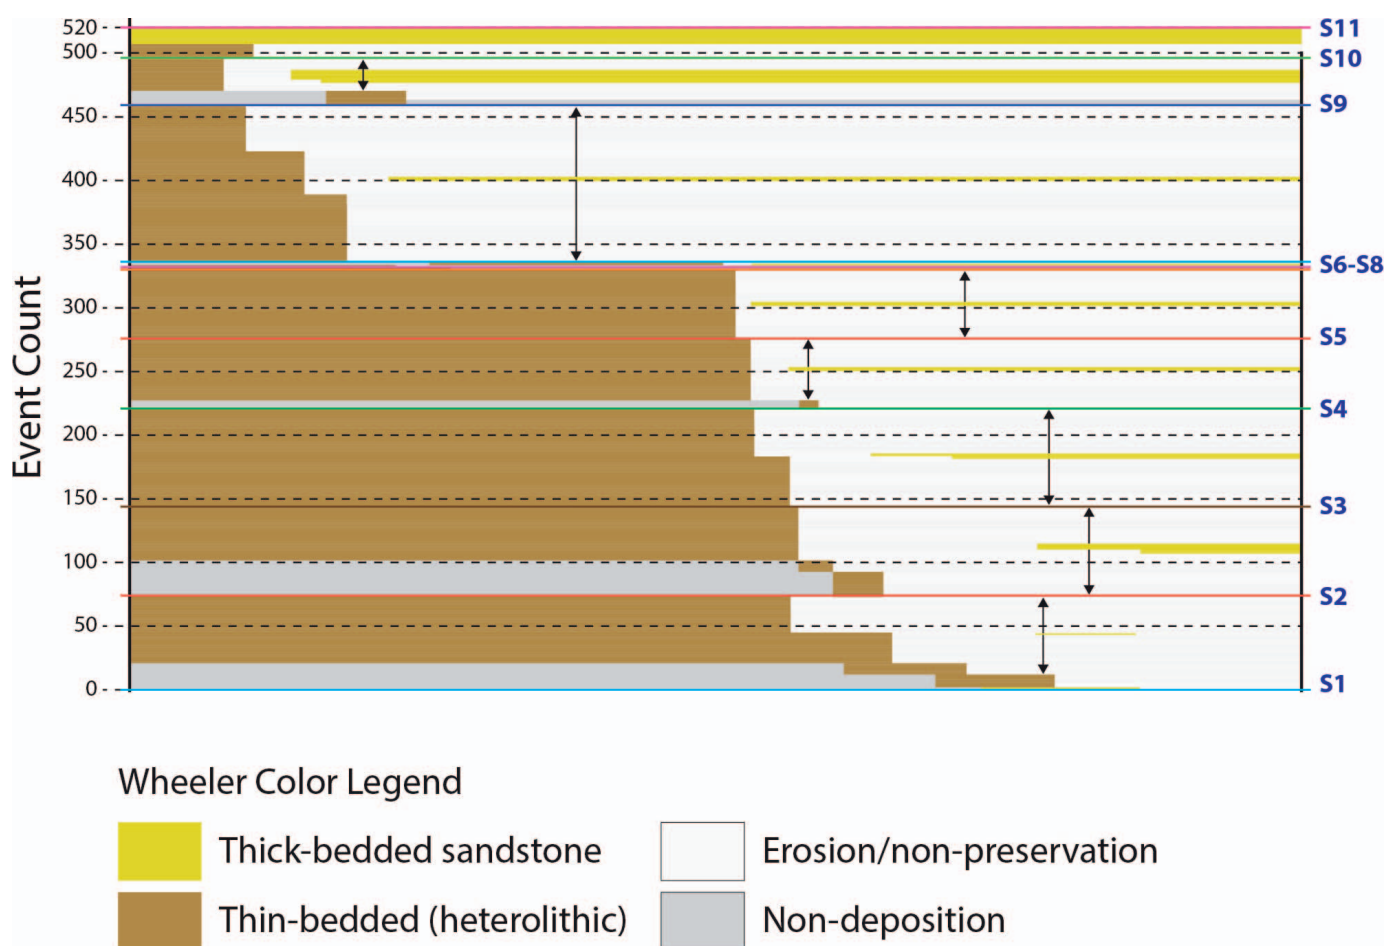 520
S11
500
S10
S9
450
400
350
S6-S8
300
S5
250
S4
200
150
S3
100
S2
50
0
S1
Event Count
Wheeler Color Legend
Thick-bedded sandstone
Erosion/non-preservation
Thin-bedded (heterolithic)
Non-deposition